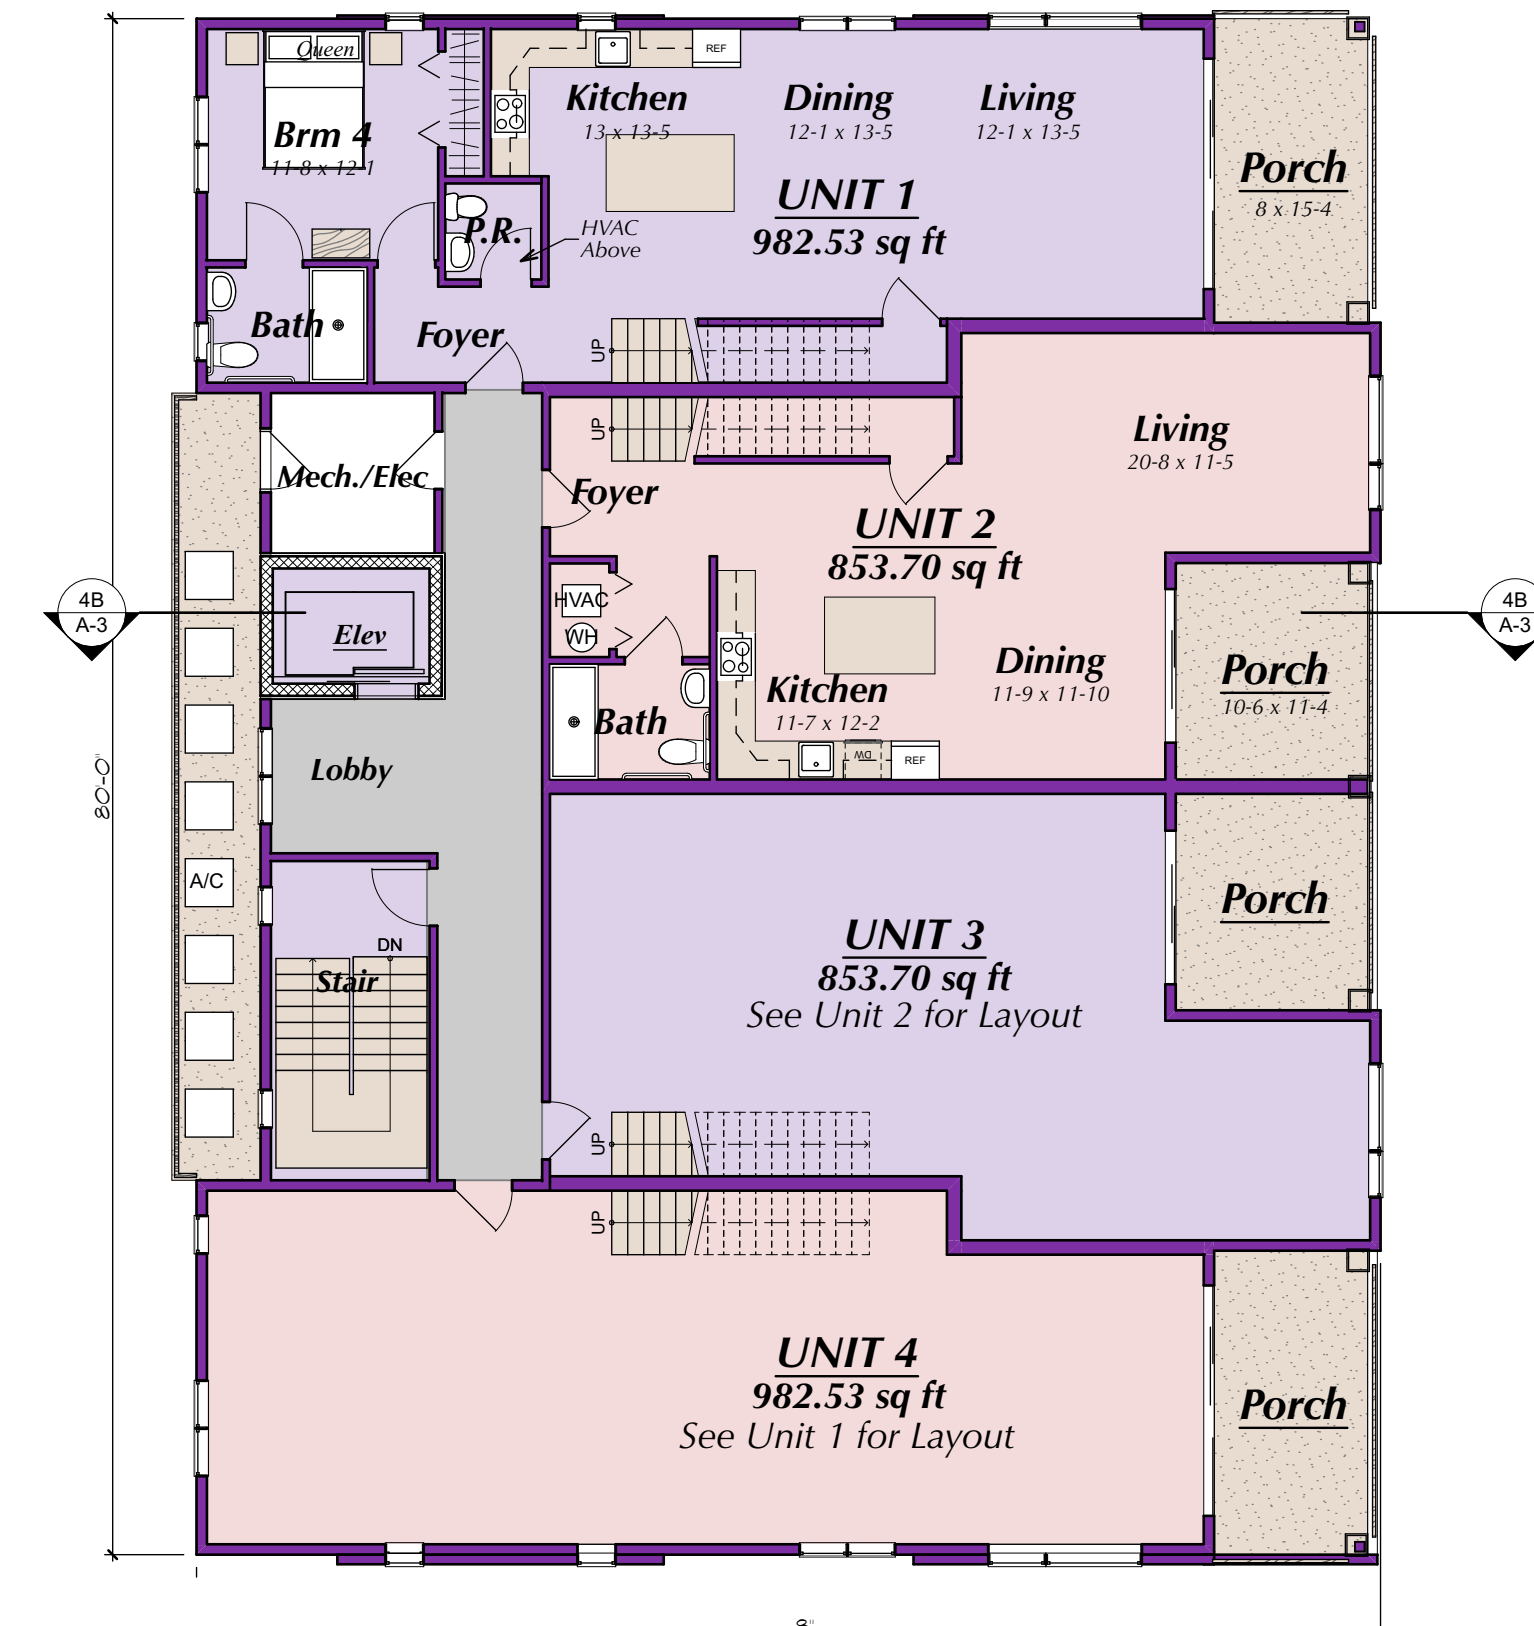 Queen
REF
Kitchen
13 x 13-5
Dining
12-1 x 13-5
Living
12-1 x 13-5
Brm 4
11-8 x 12-1
Porch
8 x 15-4
UNIT 1
982.53 sq ft
P.R.
HVAC
Above
Bath
Foyer
UP
UP
Living
20-8 x 11-5
Mech./Elec
Foyer
UNIT 2
853.70 sq ft
4B
A-3
HVAC
WH
Elev
4B
A-3
Dining
11-9 x 11-10
Porch
10-6 x 11-4
Kitchen
11-7 x 12-2
Bath
DW
REF
Lobby
80'-0"
A/C
Porch
UNIT 3
853.70 sq ft
See Unit 2 for Layout
DN
Stair
UP
UP
UNIT 4
982.53 sq ft
See Unit 1 for Layout
Porch